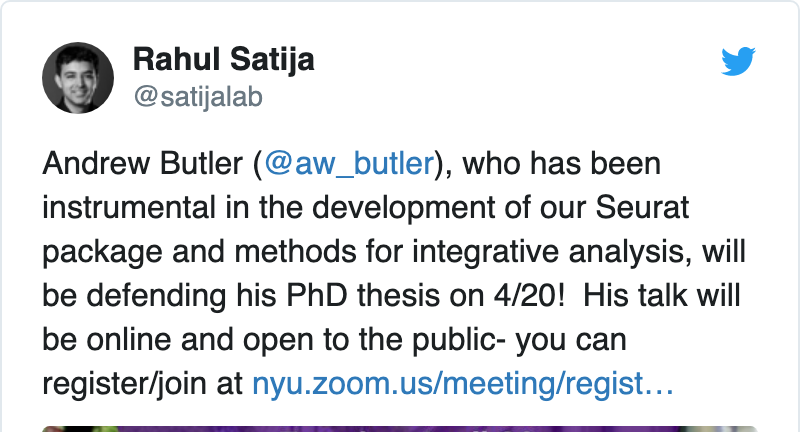 Rahul Satija
@satijalab
Andrew Butler (@aw_butler), who has been
instrumental in the development of our Seurat
package and methods for integrative analysis, will
be defending his PhD thesis on 4/20!  His talk will
be online and open to the public- you can
register/join at nyu.zoom.us/meeting/regist…